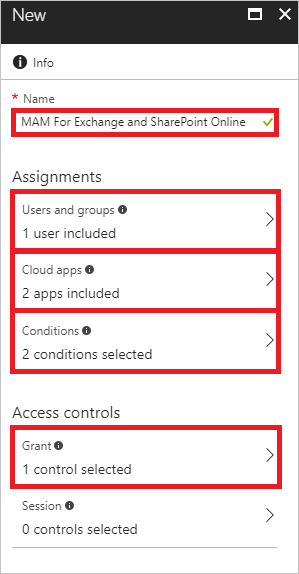 New
Info
* Name
MAM For Exchange and SharePoint Online
Assignments
Users and groups
1 user included
Cloud apps
2 apps included
Conditions
2 conditions selected
Access controls
Grant
1 control selected
Session
0 controls selected